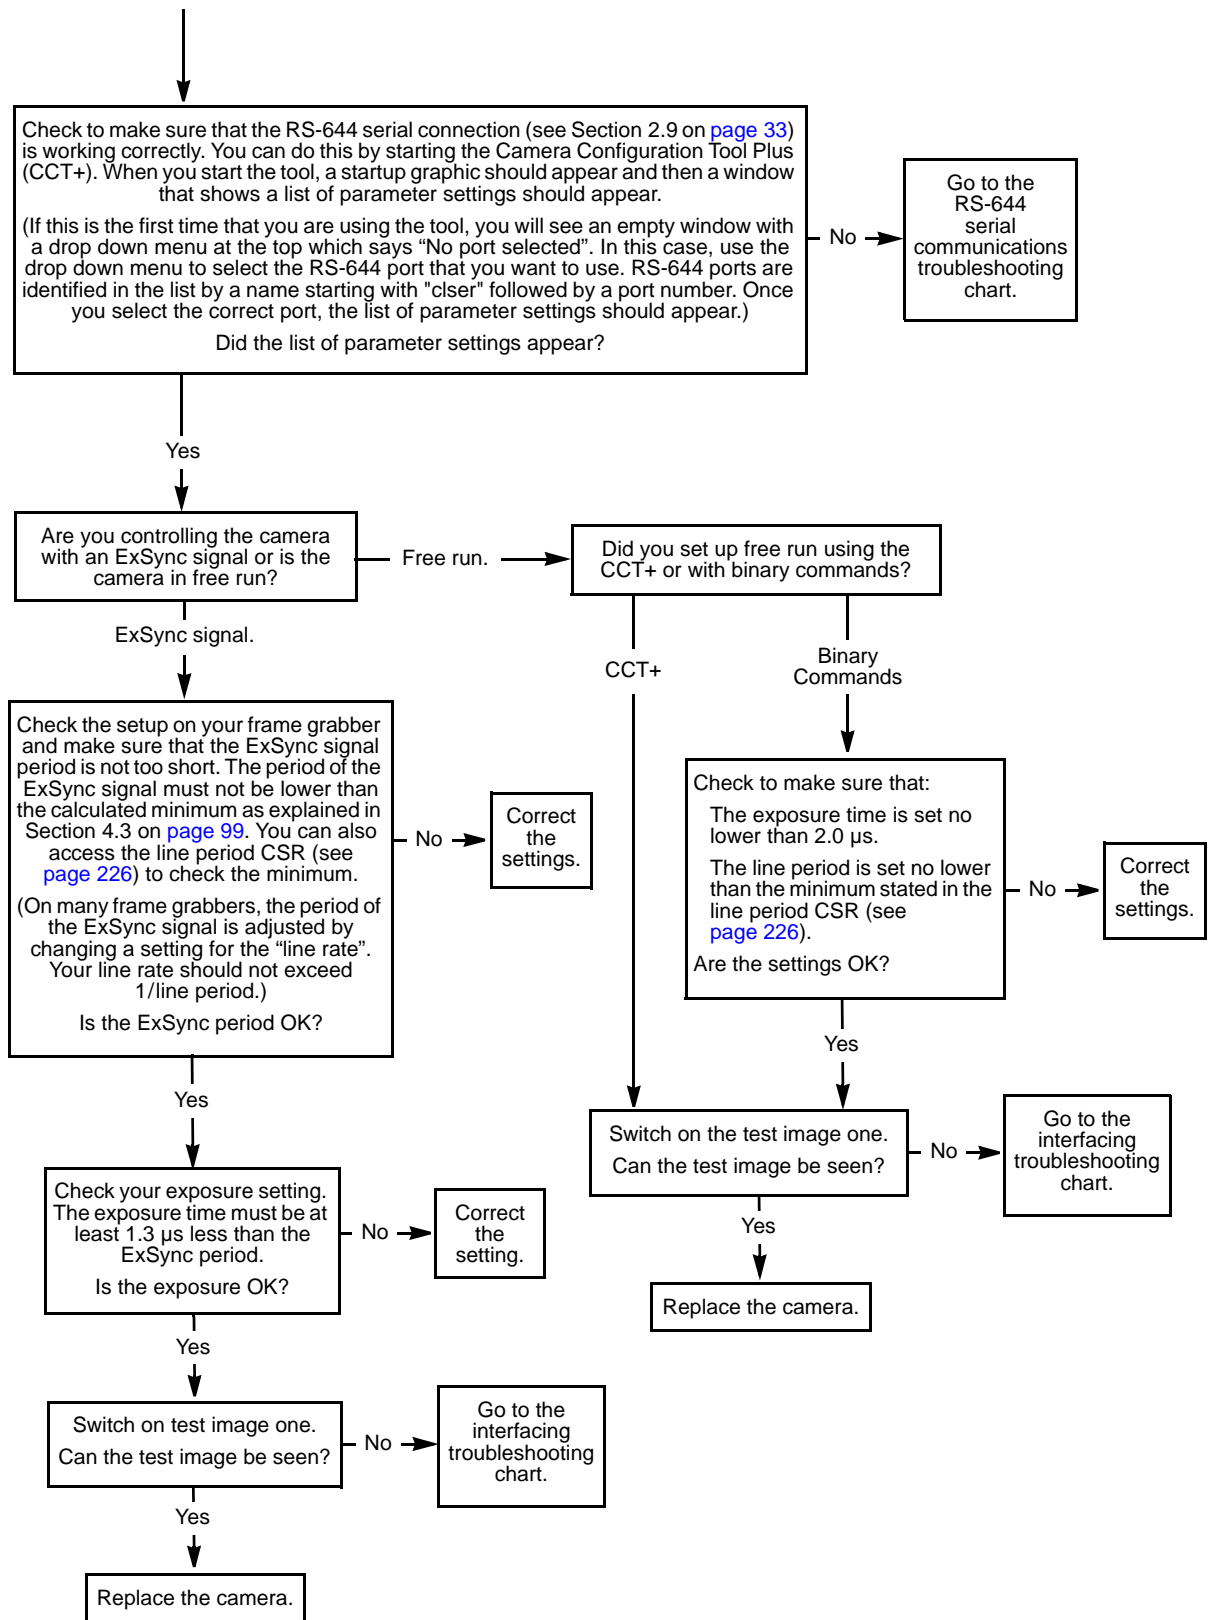 Check to make sure that the RS-644 serial connection (see Section 2.9 on page 33)
is working correctly. You can do this by starting the Camera Configuration Tool Plus
(CCT+). When you start the tool, a startup graphic should appear and then a window
that shows a list of parameter settings should appear.
(If this is the first time that you are using the tool, you will see an empty window with
a drop down menu at the top which says “No port selected”. In this case, use the
drop down menu to select the RS-644 port that you want to use. RS-644 ports are
identified in the list by a name starting with "clser" followed by a port number. Once
you select the correct port, the list of parameter settings should appear.)
Did the list of parameter settings appear?
No
Go to the
RS-644
serial
communications
troubleshooting
chart.
Yes
Are you controlling the camera
with an ExSync signal or is the
camera in free run?
Free run.
Did you set up free run using the
CCT+ or with binary commands?
ExSync signal.
CCT+
Binary
Commands
Check the setup on your frame grabber
and make sure that the ExSync signal
period is not too short. The period of the
ExSync signal must not be lower than
the calculated minimum as explained in
Section 4.3 on page 99. You can also
access the line period CSR (see
page 226) to check the minimum.
(On many frame grabbers, the period of
the ExSync signal is adjusted by
changing a setting for the “line rate”.
Your line rate should not exceed
1/line period.)
Is the ExSync period OK?
No
Correct
the
settings.
Check to make sure that:
The exposure time is set no
lower than 2.0 µs.
The line period is set no lower
than the minimum stated in the
line period CSR (see
page 226).
Are the settings OK?
No
Correct
the
settings.
Yes
Yes
Switch on the test image one.
Can the test image be seen?
No
Go to the
interfacing
troubleshooting
chart.
Check your exposure setting.
The exposure time must be at
least 1.3 µs less than the
ExSync period.
Is the exposure OK?
No
Correct
the
setting.
Yes
Replace the camera.
Yes
Switch on test image one.
Can the test image be seen?
No
Go to the
interfacing
troubleshooting
chart.
Yes
Replace the camera.